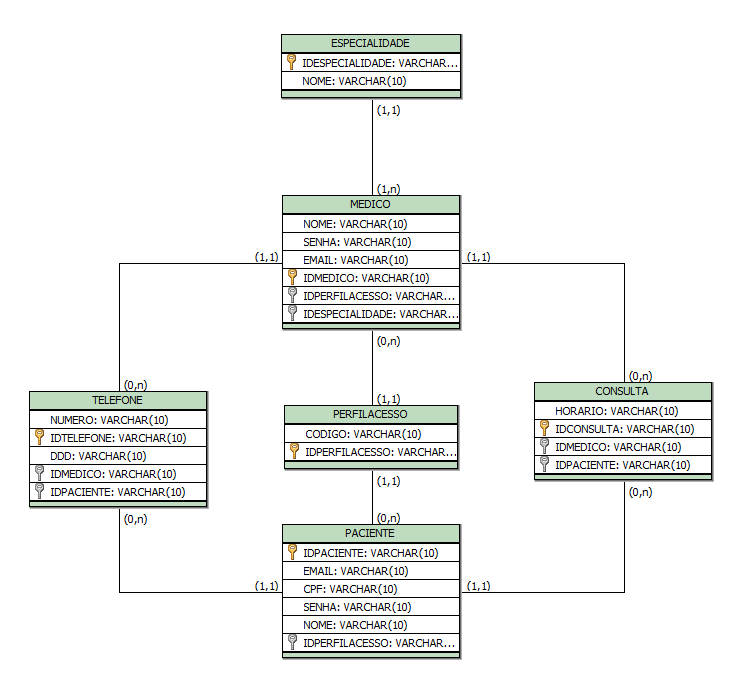 ESPECIALIDADE
IDESPECIALIDADE: VARCHAR...
NOME: VARCHAR(10)
(1,1)
(1,n)
MEDICO
NOME: VARCHAR(10)
SENHA: VARCHAR(10)
EMAIL: VARCHAR(10)
IDMEDICO: VARCHAR(10)
IDPERFILACESSO: VARCHAR...
IDESPECIALIDADE: VARCHAR...
(1,1)
(1,1)
(0,n)
(0,n)
(0,n)
(1,1)
TELEFONE
NUMERO: VARCHAR(10)
IDTELEFONE: VARCHAR(10)
DDD: VARCHAR(10)
IDMEDICO: VARCHAR(10)
IDPACIENTE: VARCHAR(10)
(0,n)
PERFILACESSO
CODIGO: VARCHAR(10)
IDPERFILACESSO: VARCHAR...
(1,1)
(0,n)
CONSULTA
HORARIO: VARCHAR(10)
IDCONSULTA: VARCHAR(10)
IDMEDICO: VARCHAR(10)
IDPACIENTE: VARCHAR(10)
(0,n)
PACIENTE
IDPACIENTE: VARCHAR(10)
EMAIL: VARCHAR(10)
CPF: VARCHAR(10)
SENHA: VARCHAR(10)
NOME: VARCHAR(10)
IDPERFILACESSO: VARCHAR...
(1,1)
(1,1)